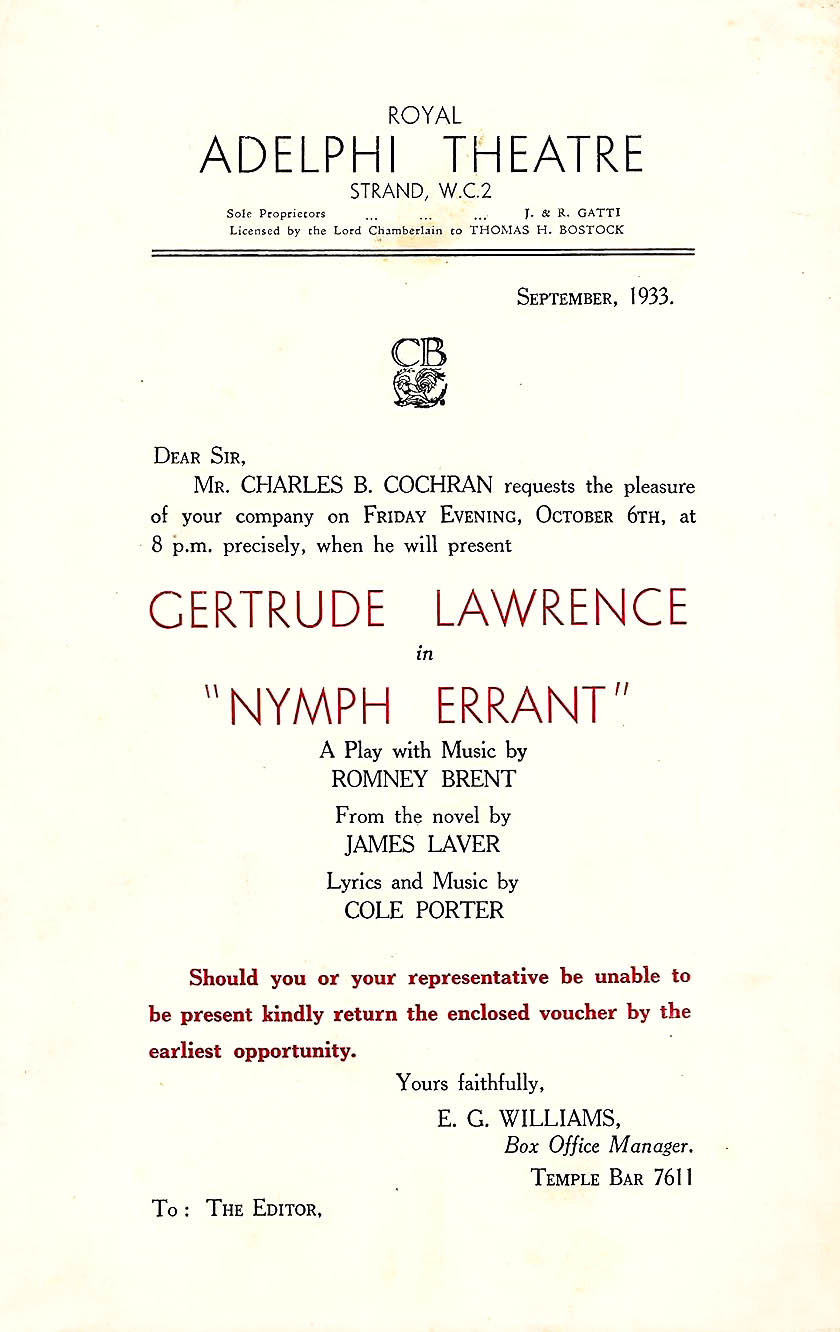 ROYAL
ADELPHI THEATRE
STRAND, W.C.2
Sole Proprietors ... ... ... J. & R. GATTI
Licensed by the Lord Chamberlain to THOMAS H. BOSTOCK
SEPTEMBER, 1933.
CB
DEAR SIR,
MR. CHARLES B. COCHRAN requests the pleasure
of your company on FRIDAY EVENING, OCTOBER 6TH, at
8 p.m. precisely, when he will present
GERTRUDE LAWRENCE
in
"NYMPH ERRANT"
A Play with Music by
ROMNEY BRENT
From the novel by
JAMES LAVER
Lyrics and Music by
COLE PORTER
Should you or your representative be unable to
be present kindly return the enclosed voucher by the
earliest opportunity.
Yours faithfully,
E. G. WILLIAMS,
Box Office Manager.
TEMPLE BAR 7611
TO : THE EDITOR,